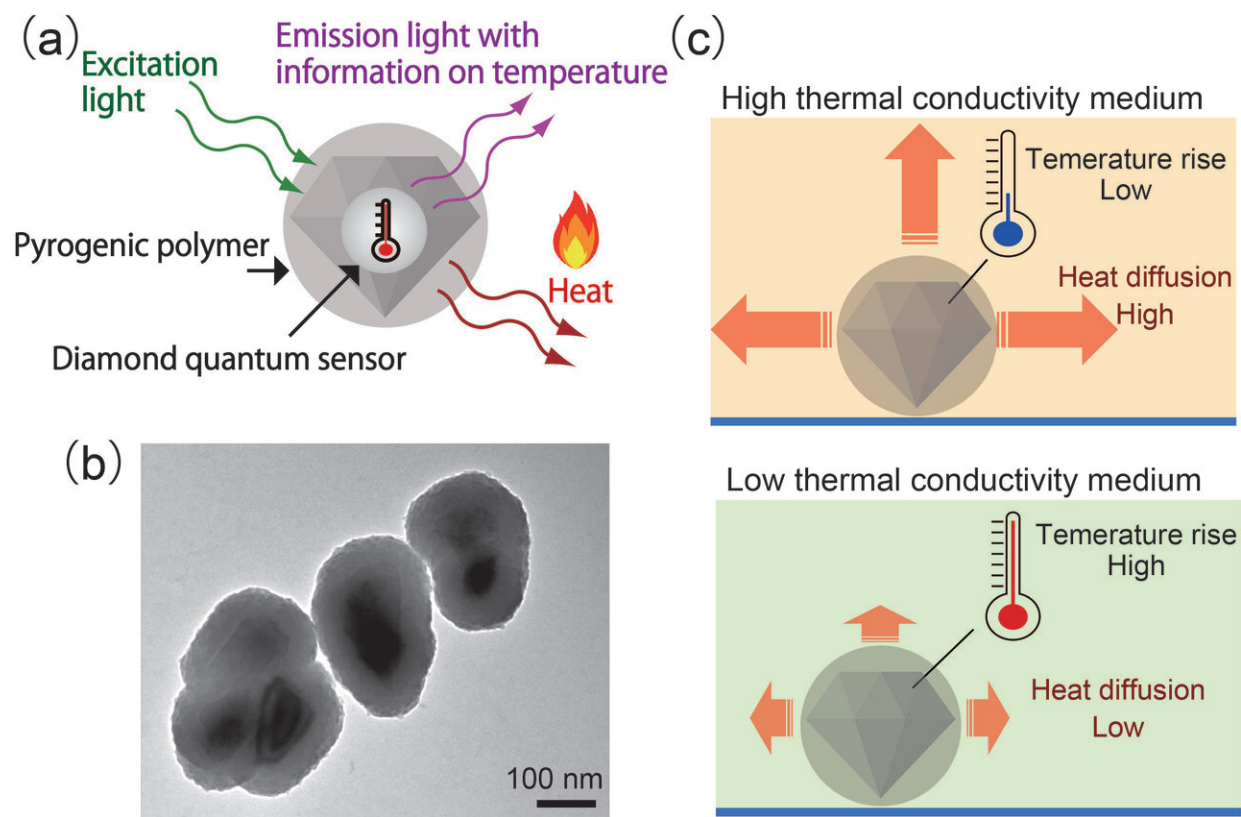 (a)
Excitation
light
Emission light with
information on temperature
Pyrogenic polymer
Heat
Diamond quantum sensor
(b)
100 nm
(c)
High thermal conductivity medium
Temerature rise
Low
Heat diffusion
High
Low thermal conductivity medium
Temerature rise
High
Heat diffusion
Low